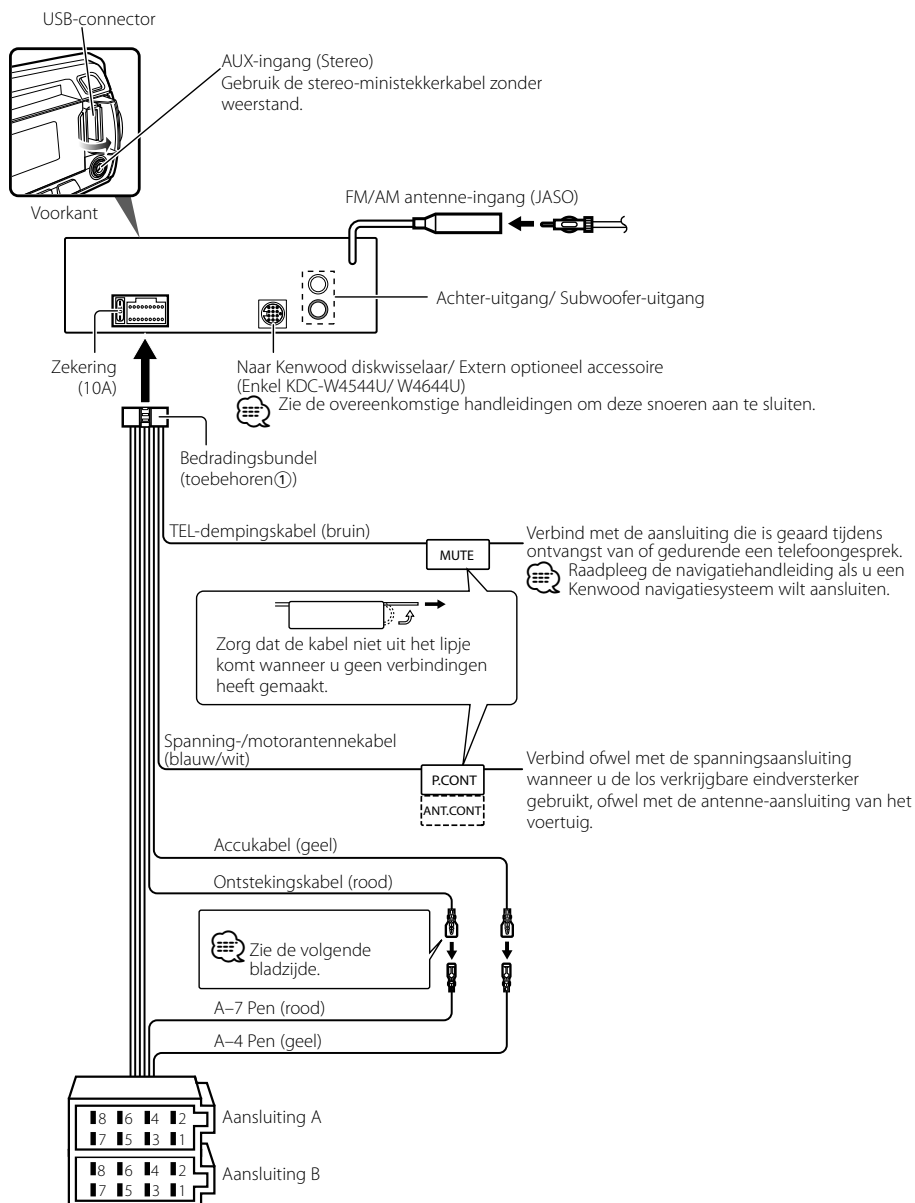 USB-connector
AUX-ingang (Stereo)
Gebruik de stereo-ministekkerkabel zonder
weerstand.
Voorkant
FM/AM antenne-ingang (JASO)
Achter-uitgang/ Subwoofer-uitgang
Zekering
(10A)
Naar Kenwood diskwisselaar/ Extern optioneel accessoire
(Enkel KDC-W4544U/ W4644U)
Zie de overeenkomstige handleidingen om deze snoeren aan te sluiten.
Bedradingsbundel
(toebehoren①)
TEL-dempingskabel (bruin)
MUTE
Verbind met de aansluiting die is geaard tijdens
ontvangst van of gedurende een telefoongesprek.
Raadpleeg de navigatiehandleiding als u een
Kenwood navigatiesysteem wilt aansluiten.
Zorg dat de kabel niet uit het lipje
komt wanneer u geen verbindingen
heeft gemaakt.
Spanning-/motorantennekabel
(blauw/wit)
P.CONT
ANT.CONT
Verbind ofwel met de spanningsaansluiting
wanneer u de los verkrijgbare eindversterker
gebruikt, ofwel met de antenne-aansluiting van het
voertuig.
Accukabel (geel)
Ontstekingskabel (rood)
Zie de volgende
bladzijde.
A–7 Pen (rood)
A–4 Pen (geel)
8 6 4 2
7 5 3 1
Aansluiting A
8 6 4 2
7 5 3 1
Aansluiting B